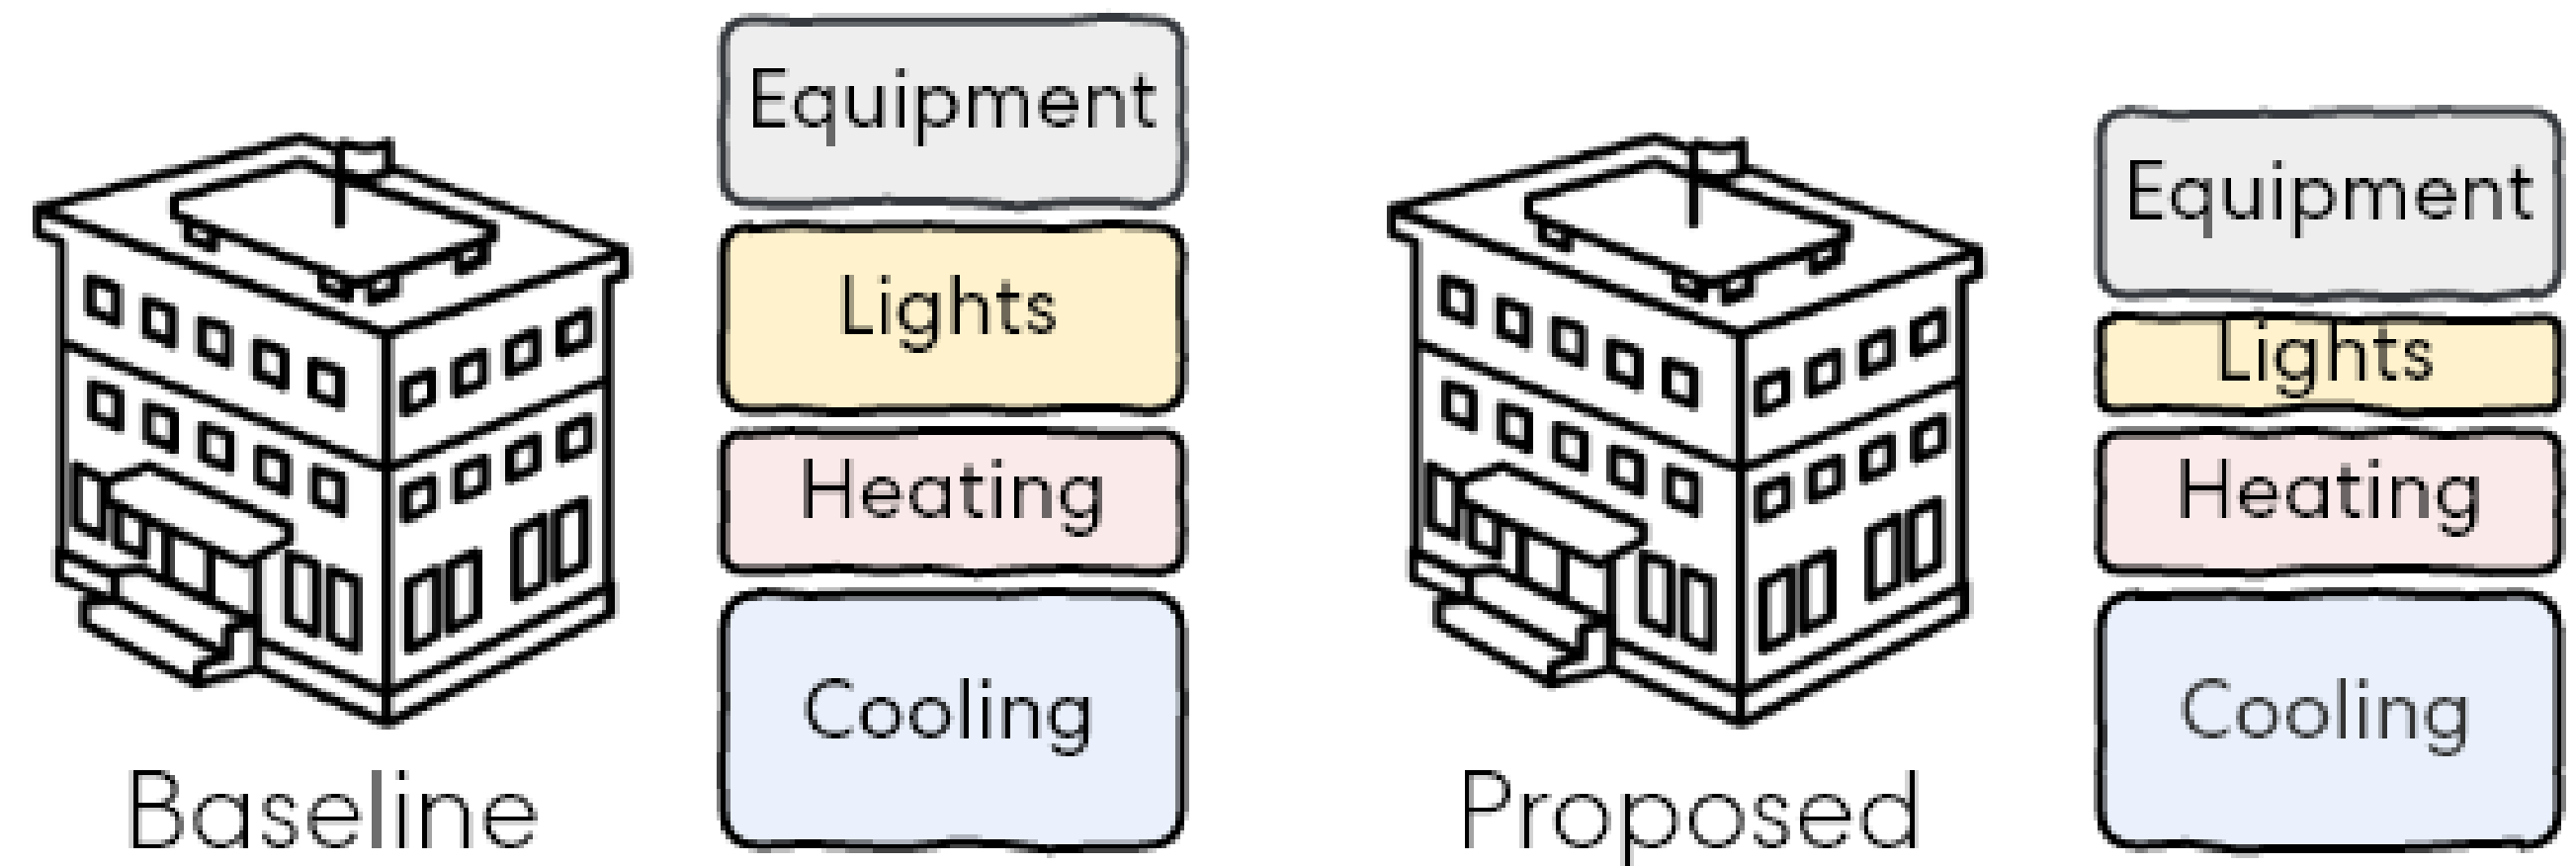 Equipment
Lights
Heating
Cooling
Baseline
Equipment
Lights
Heating
Cooling
Proposed